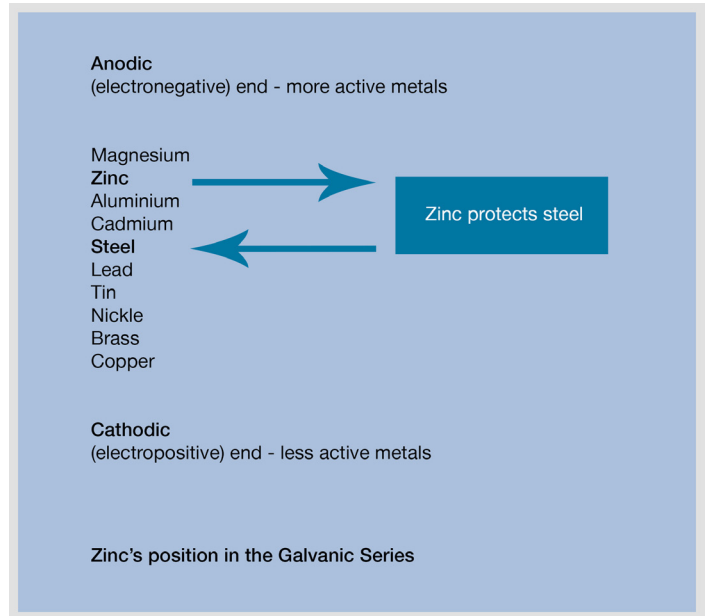 Anodic
(electronegative) end - more active metals
Magnesium
Zinc
Aluminium
Cadmium
Steel
Lead
Tin
Nickle
Brass
Copper
Zinc protects steel
Cathodic
(electropositive) end - less active metals
Zinc's position in the Galvanic Series